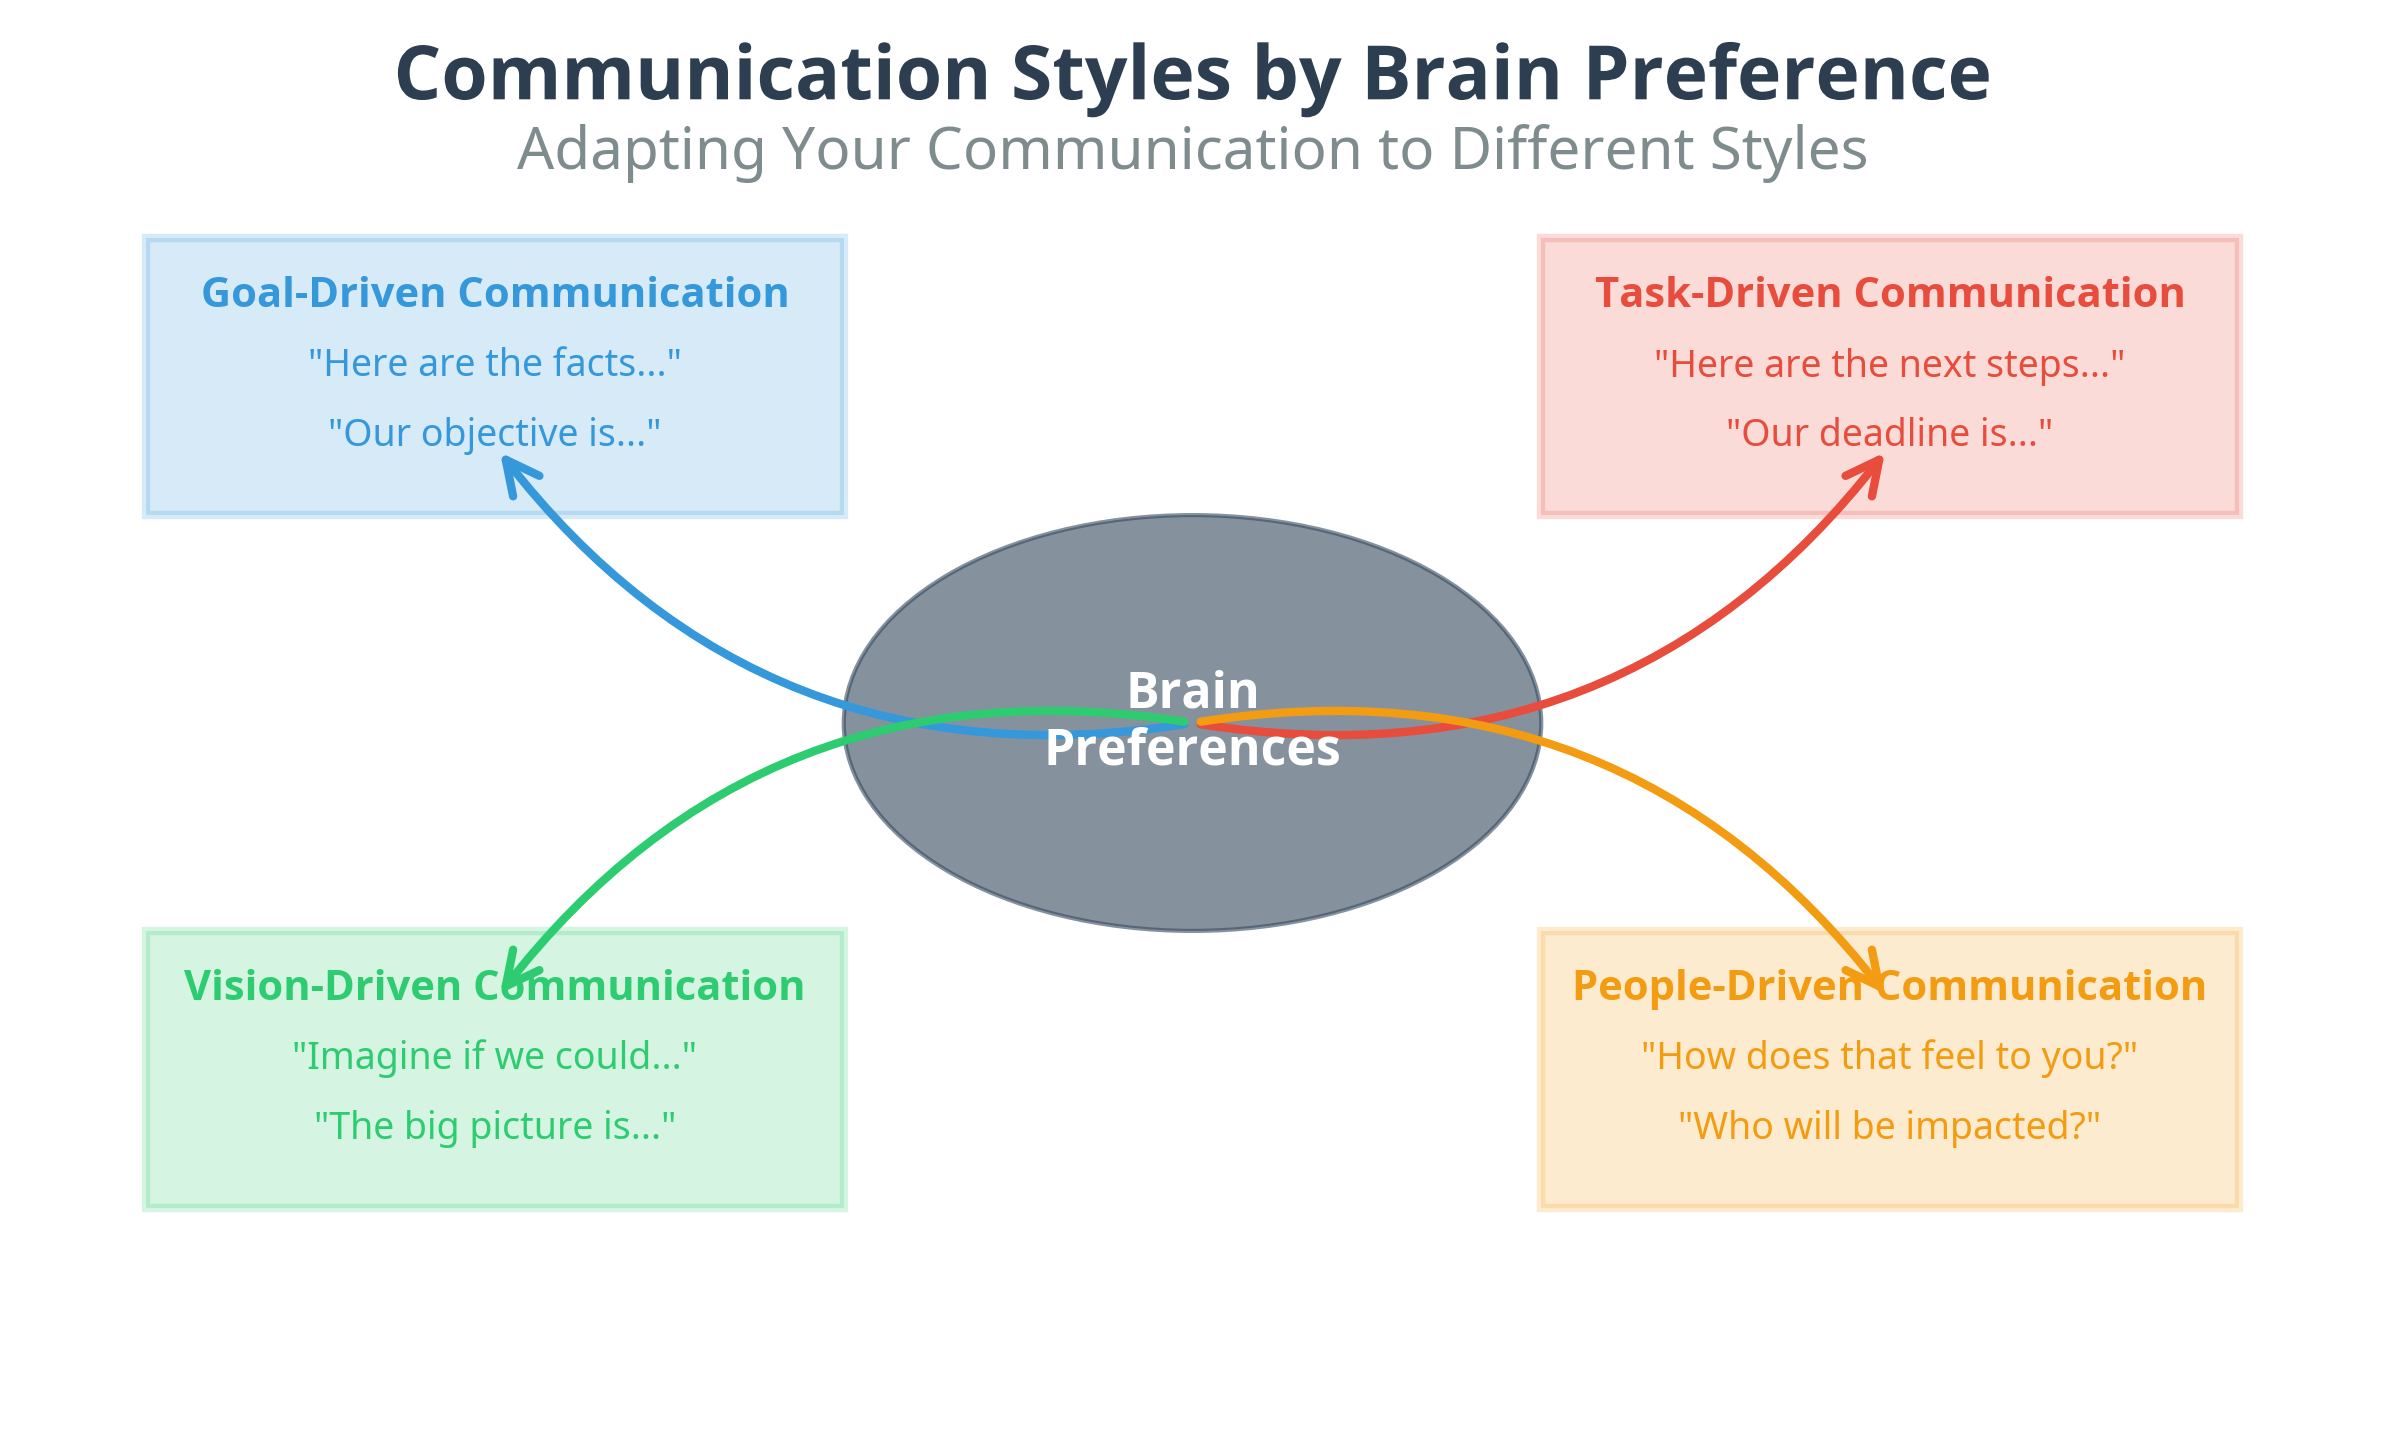 Communication Styles by Brain Preference
Adapting Your Communication to Different Styles
Goal-Driven Communication
"Here are the facts..."
"Our objective is..."
Task-Driven Communication
"Here are the next steps..."
"Our deadline is..."
Brain
Preferences
Vision-Driven Communication
"Imagine if we could..."
"The big picture is..."
People-Driven Communication
"How does that feel to you?"
"Who will be impacted?"